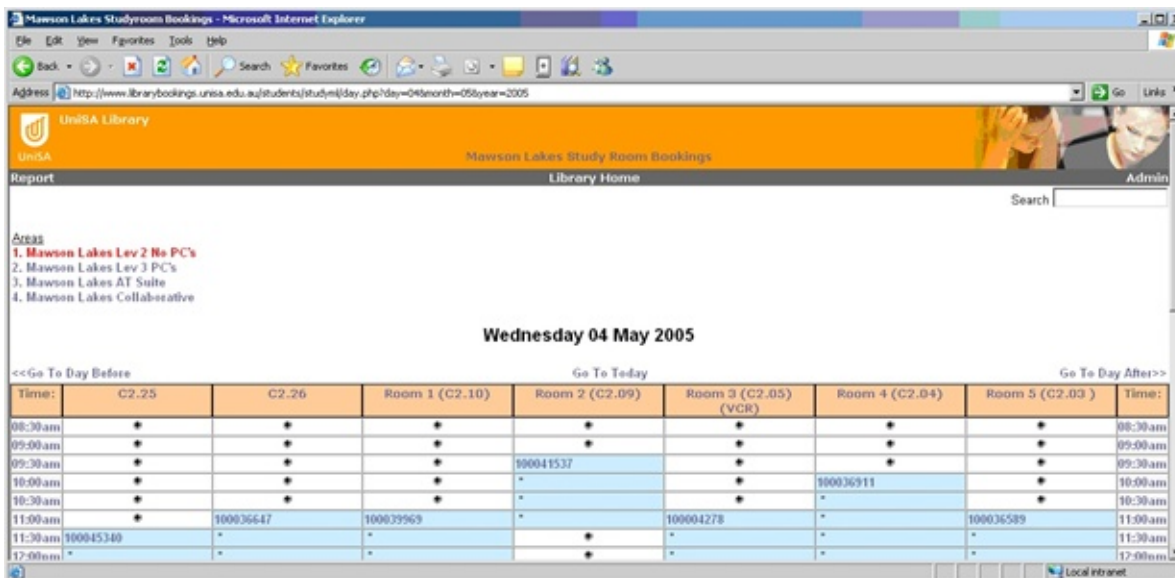 Mawson Lakes Studyroom Bookings - Microsoft Internet Explorer
File Edit View Favorites Tools Help
Back Search Favorites
Address http://www.librarybookings.unisa.edu.au/students/studyml/day.php?day=04&month=05&year=2005 Go Links
UniSA Library
UniSA
Mawson Lakes Study Room Bookings
Report Library Home Admin
Search
Areas
1. Mawson Lakes Lev 2 No PC's
2. Mawson Lakes Lev 3 PC's
3. Mawson Lakes AT Suite
4. Mawson Lakes Collaborative
Wednesday 04 May 2005
<<Go To Day Before Go To Today Go To Day After>>
Time: C2.25 C2.26 Room 1 (C2.10) Room 2 (C2.09) Room 3 (C2.05) (VCR) Room 4 (C2.04) Room 5 (C2.03 ) Time:
08:30am 08:30am
09:00am 09:00am
09:30am 100041537 09:30am
10:00am " 100036911 10:00am
10:30am " " 10:30am
11:00am 100036647 100039969 " 100004278 " 100036589 11:00am
11:30am 100045340 " " " " " 11:30am
12:00pm " " " " " " 12:00pm
Local intranet